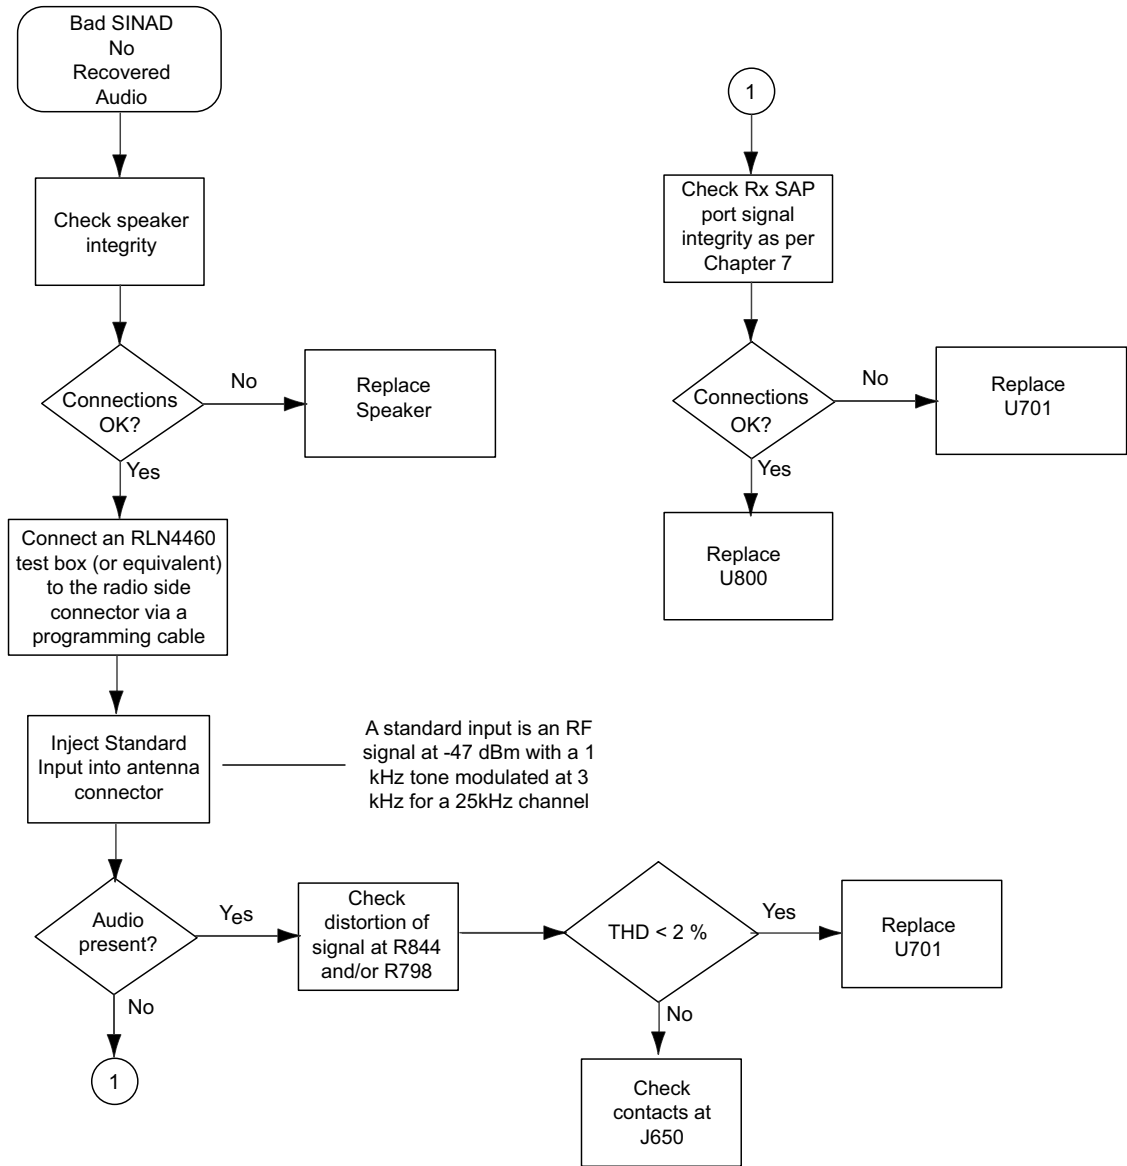 Bad SINAD
No
Recovered
Audio
Check speaker
integrity
Connections
OK?
No
Replace
Speaker
Yes
Connect an RLN4460
test box (or equivalent)
to the radio side
connector via a
programming cable
Inject Standard
Input into antenna
connector
A standard input is an RF
signal at -47 dBm with a 1
kHz tone modulated at 3
kHz for a 25kHz channel
Audio
present?
Yes
Check
distortion of
signal at R844
and/or R798
THD < 2 %
Yes
Replace
U701
No
Check
contacts at
J650
No
1
1
Check Rx SAP
port signal
integrity as per
Chapter 7
Connections
OK?
No
Replace
U701
Yes
Replace
U800